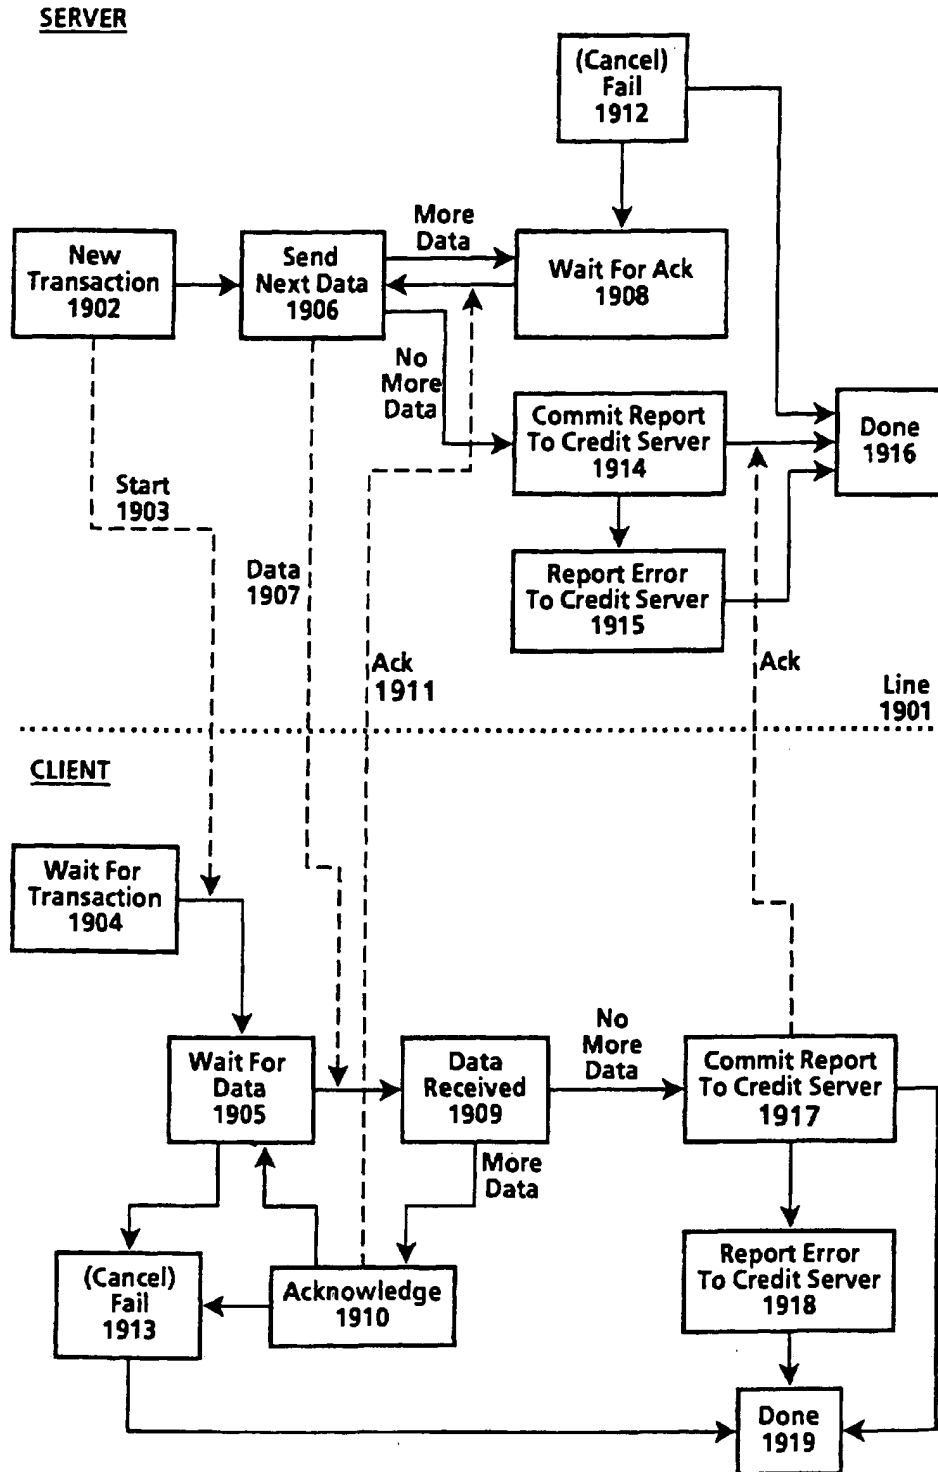 SERVER
(Cancel)
Fail
1912
New
Transaction
1902
Send
Next Data
1906
More
Data
Wait For Ack
1908
No
More
Data
Commit Report
To Credit Server
1914
Done
1916
Start
1903
Data
1907
Report Error
To Credit Server
1915
Ack
1911
Ack
Line
1901
CLIENT
Wait For
Transaction
1904
Wait For
Data
1905
Data
Received
1909
No
More
Data
Commit Report
To Credit Server
1917
More
Data
(Cancel)
Fail
1913
Acknowledge
1910
Report Error
To Credit Server
1918
Done
1919